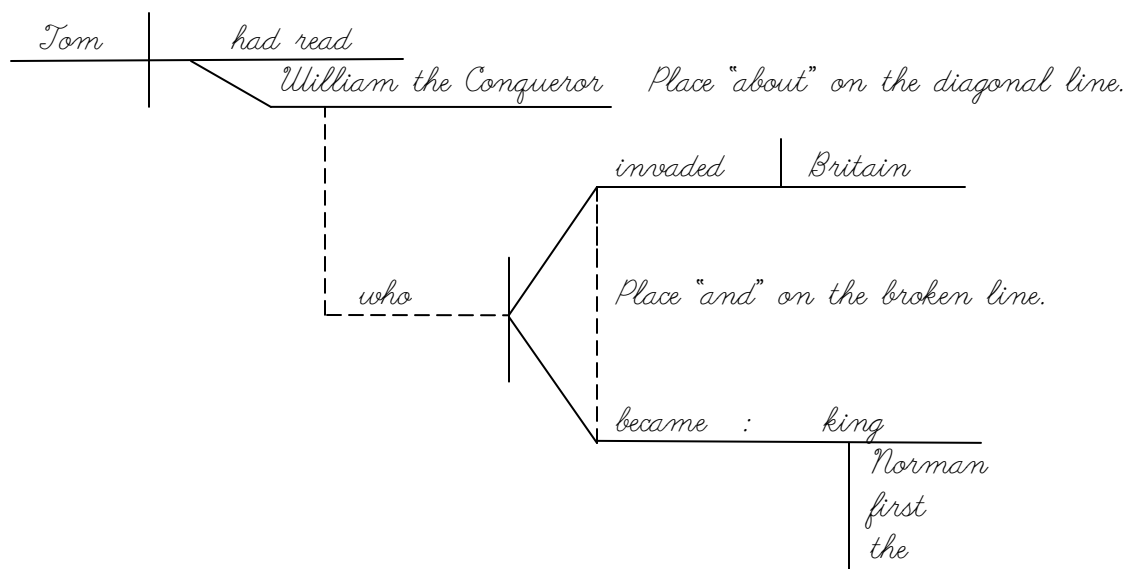 Tom had read
William the Conqueror Place “about” on the diagonal line.
invaded Britain
who Place “and” on the broken line.
became : king
Norman
first
the